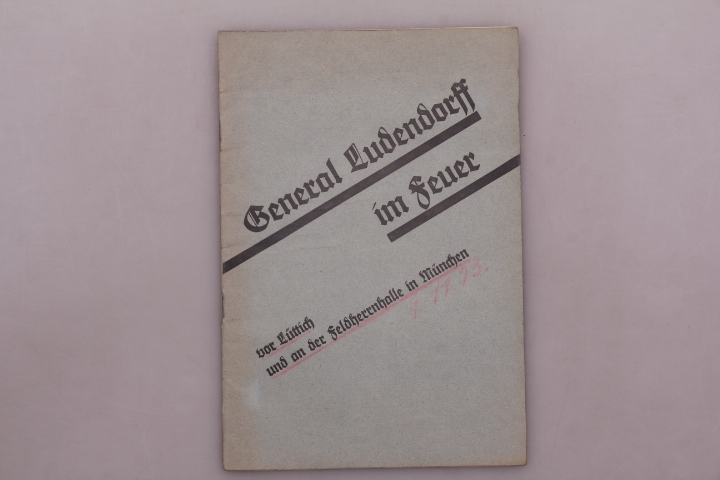 General Ludendorff
im Feuer
vor Lüttich
und an der Feldherrnhalle in München